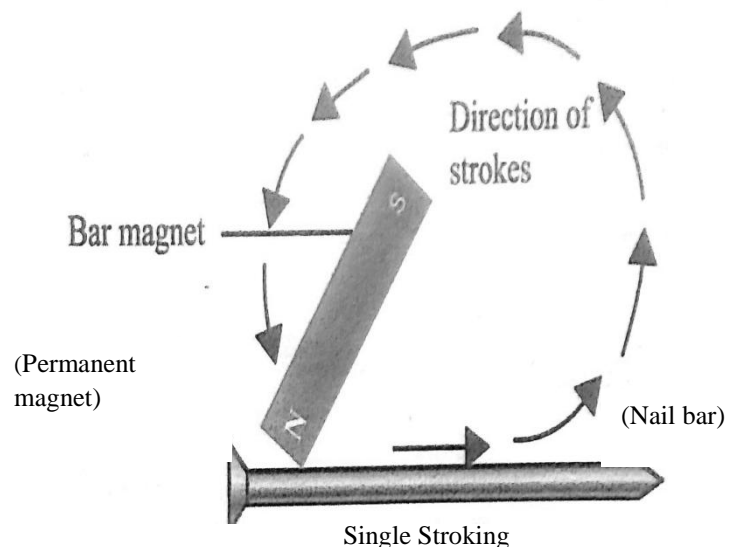 Direction of
strokes
S
Bar magnet
(Permanent
magnet)
N
(Nail bar)
Single Stroking